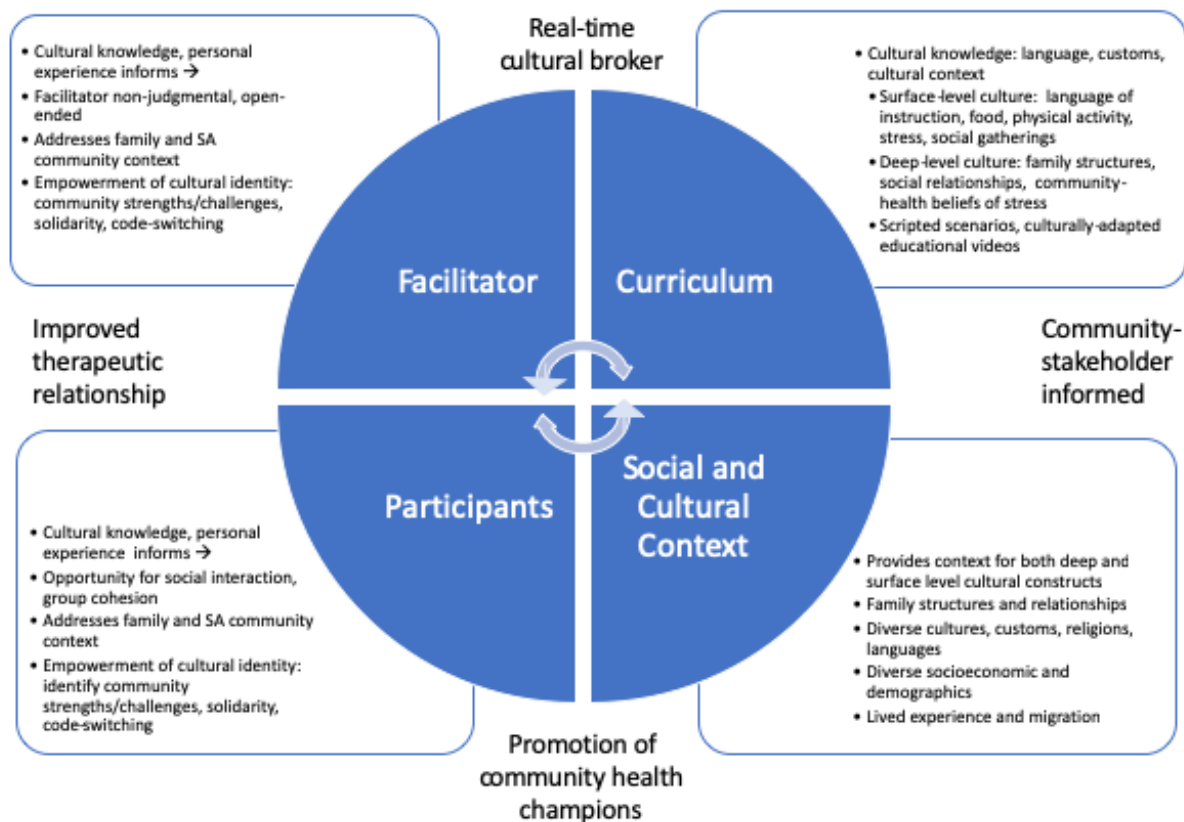 • Cultural knowledge, personal
experience informs →
• Facilitator non-judgmental, open-
ended
• Addresses family and SA
community context
• Empowerment of cultural identity:
community strengths/challenges,
solidarity, code-switching
Real-time
cultural broker
• Cultural knowledge: language, customs,
cultural context
• Surface-level culture: language of
instruction, food, physical activity,
stress, social gatherings
• Deep-level culture: family structures,
social relationships, community-
health beliefs of stress
• Scripted scenarios, culturally-adapted
educational videos
Facilitator
Curriculum
Improved
therapeutic
relationship
Community-
stakeholder
informed
Participants
Social and
Cultural
Context
• Cultural knowledge, personal
experience informs →
• Opportunity for social interaction,
group cohesion
• Addresses family and SA community
context
• Empowerment of cultural identity:
identify community
strengths/challenges, solidarity,
code-switching
• Provides context for both deep and
surface level cultural constructs
• Family structures and relationships
• Diverse cultures, customs, religions,
languages
• Diverse socioeconomic and
demographics
• Lived experience and migration
Promotion of
community health
champions